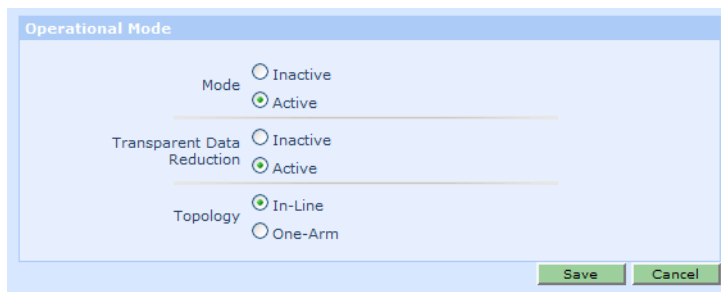 Operational Mode
Mode
Inactive
Active
Transparent Data
Reduction
Inactive
Active
Topology
In-Line
One-Arm
Save
Cancel